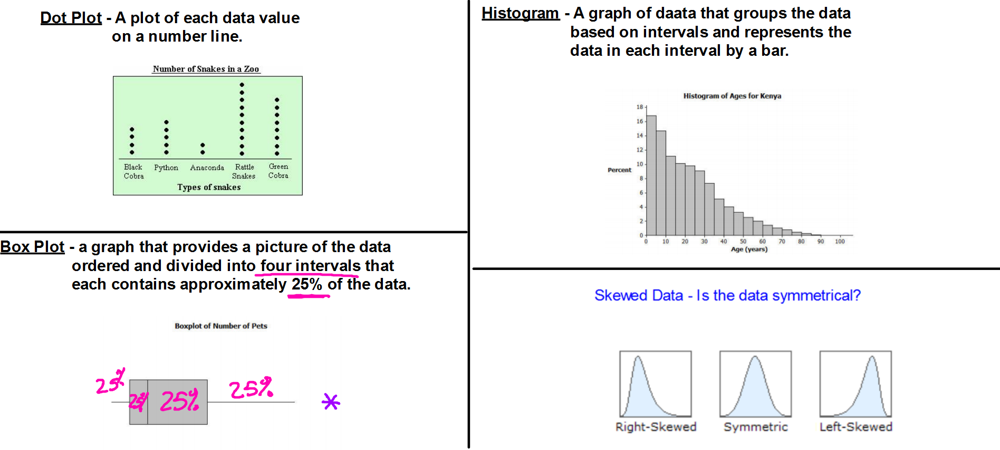 Dot Plot - A plot of each data value
on a number line.
Number of Snakes in a Zoo
Black Cobra
Python
Anaconda
Rattle Snakes
Green Cobra
Types of snakes
Box Plot - a graph that provides a picture of the data
ordered and divided into four intervals that
each contains approximately 25% of the data.
Boxplot of Number of Pets
25%
25%
25%
25%
Histogram - A graph of daata that groups the data
based on intervals and represents the
data in each interval by a bar.
Histogram of Ages for Kenya
18
16
14
12
10
8
6
4
2
0
Percent
0 10 20 30 40 50 60 70 80 90 100
Age (years)
Skewed Data - Is the data symmetrical?
Right-Skewed Symmetric Left-Skewed